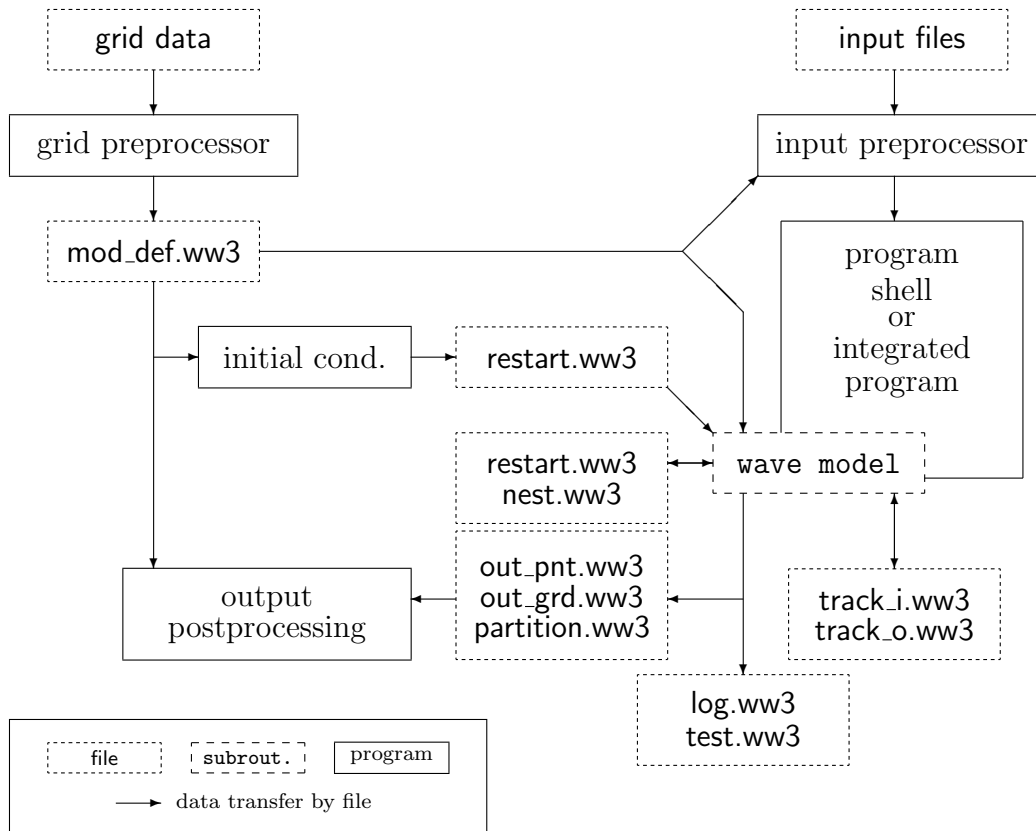 grid data
input files
grid preprocessor
input preprocessor
mod_def.ww3
program
shell
or
integrated
program
initial cond.
restart.ww3
restart.ww3
nest.ww3
wave model
out_pnt.ww3
out_grd.ww3
partition.ww3
output
postprocessing
track_i.ww3
track_o.ww3
log.ww3
test.ww3
file
subrout.
program
data transfer by file